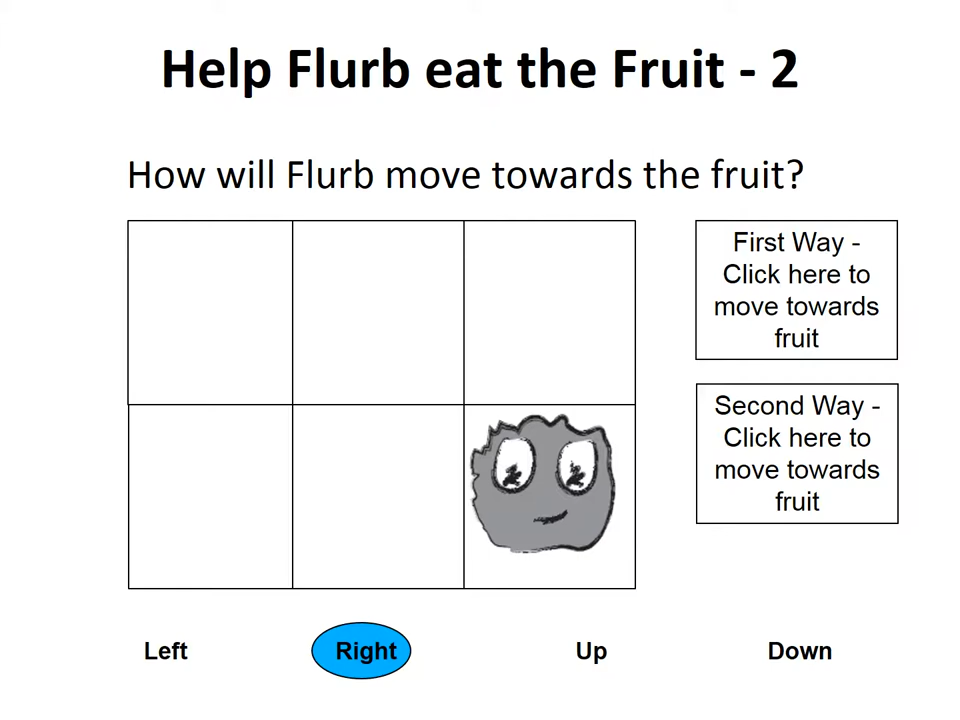 Help Flurb eat the Fruit - 2
How will Flurb move towards the fruit?
First Way -
Click here to
move towards
fruit
Second Way -
Click here to
move towards
fruit
Left Right Up Down